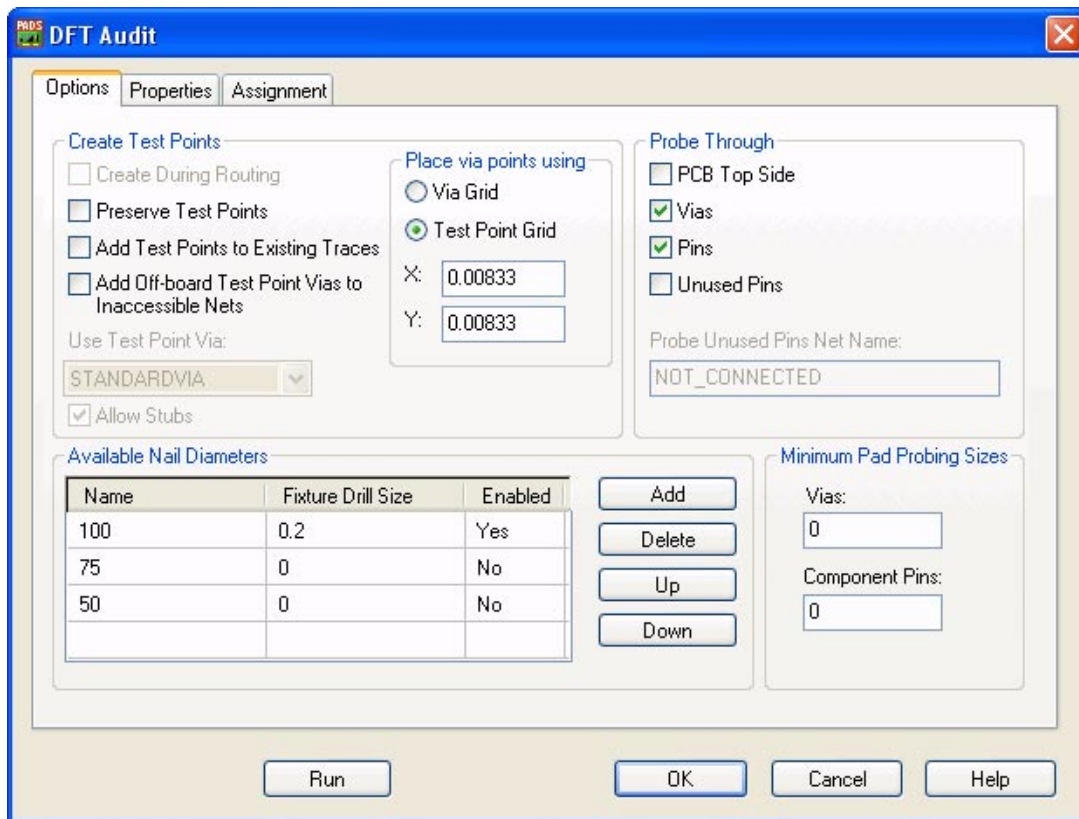 PADS DFT Audit
Options Properties Assignment
Create Test Points
Create During Routing
Preserve Test Points
Add Test Points to Existing Traces
Add Off-board Test Point Vias to
Inaccessible Nets
Use Test Point Via:
STANDARDVIA
Allow Stubs
Place via points using
Via Grid
Test Point Grid
X: 0.00833
Y: 0.00833
Probe Through
PCB Top Side
Vias
Pins
Unused Pins
Probe Unused Pins Net Name:
NOT_CONNECTED
Available Nail Diameters
Name Fixture Drill Size Enabled
100 0.2 Yes
75 0 No
50 0 No
Add
Delete
Up
Down
Minimum Pad Probing Sizes
Vias:
0
Component Pins:
0
Run OK Cancel Help